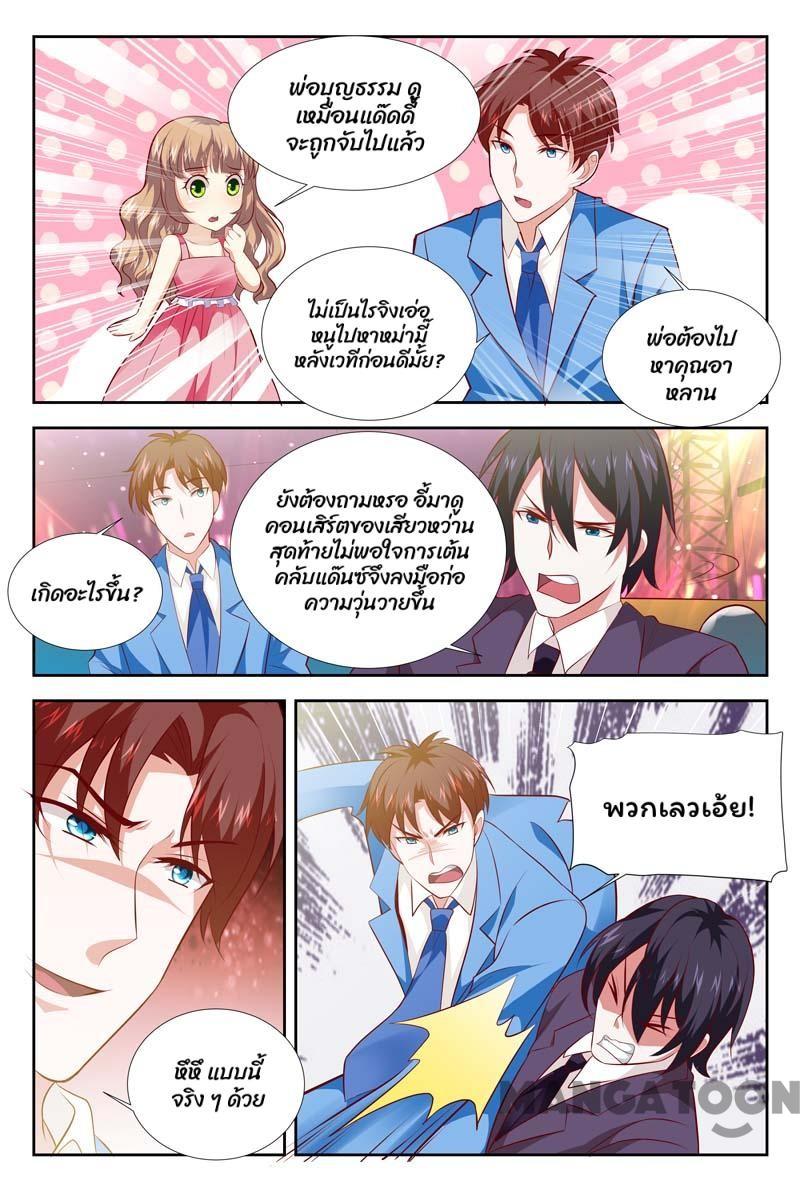 พ่อบุญธรรม ดู
เหมือนแด๊ดดี้
จะถูกจับไปแล้ว
ไม่เป็นไรจิงเอ่อ
หนูไปหาหม่ามี๊
หลังเวทีก่อนดีมั้ย?
พ่อต้องไป
หาคุณอา
หลาน
เกิดอะไรขึ้น?
ยังต้องถามหรอ อี้มาดู
คอนเสิร์ตของเสียวหว่าน
สุดท้ายไม่พอใจการเต้น
คลับแด๊นซ์จึงลงมือก่อ
ความวุ่นวายขึ้น
หึหึ แบบนี้
จริง ๆ ด้วย
พวกเลวเอ้ย!
MANGATOON